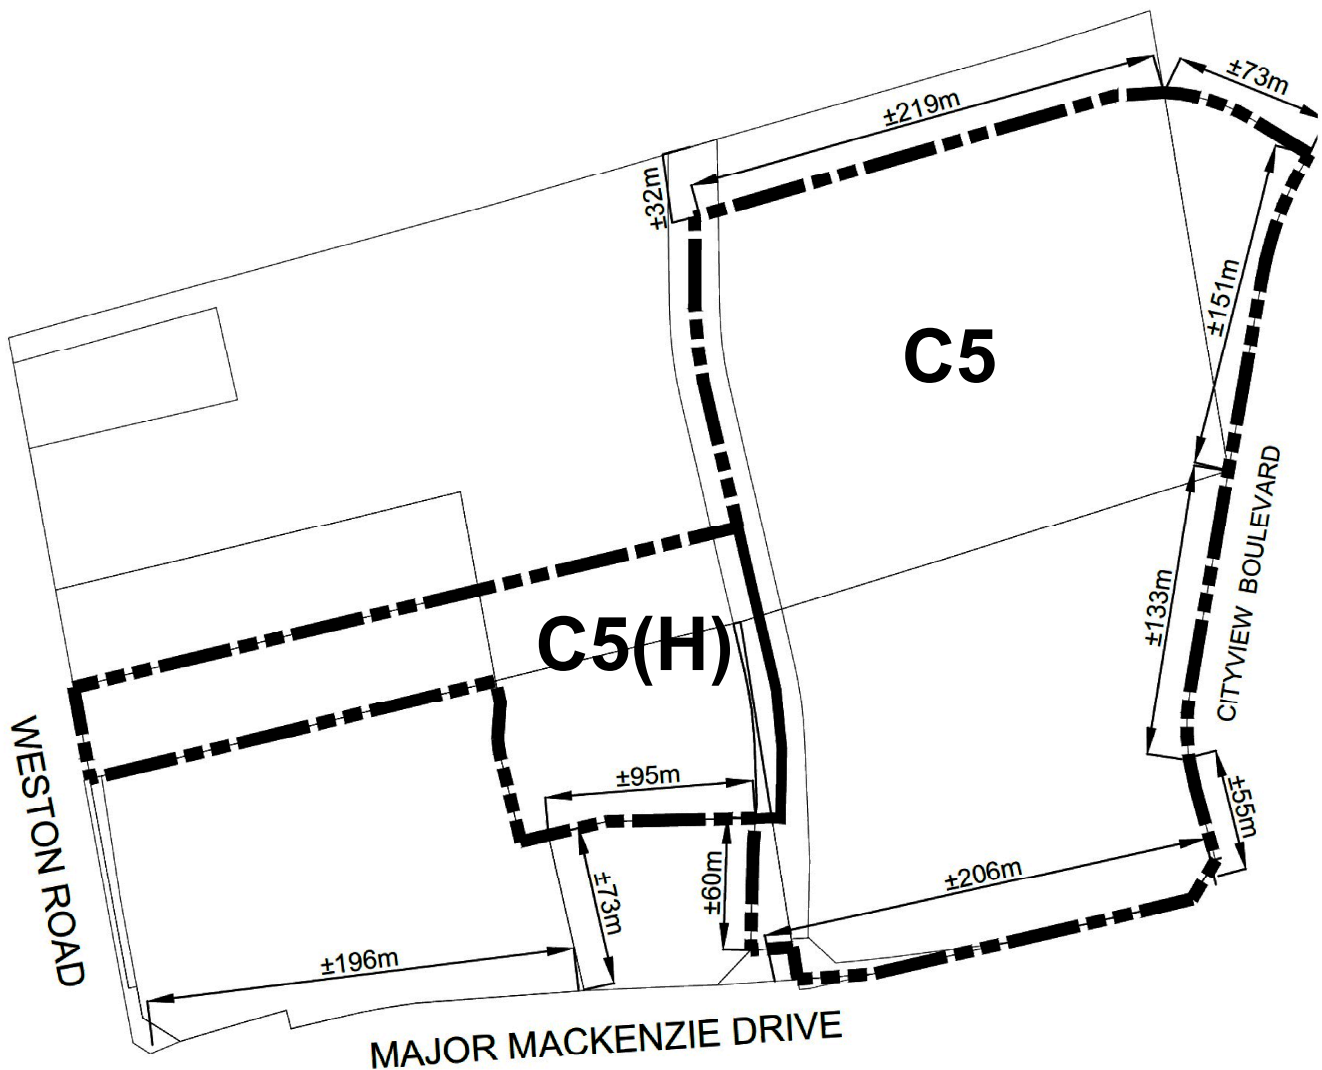 ±73m
±219m
±32m
±151m
C5
CITYVIEW BOULEVARD
±133m
C5(H)
WESTON ROAD
±95m
±55m
±60m
±206m
±73m
±196m
MAJOR MACKENZIE DRIVE